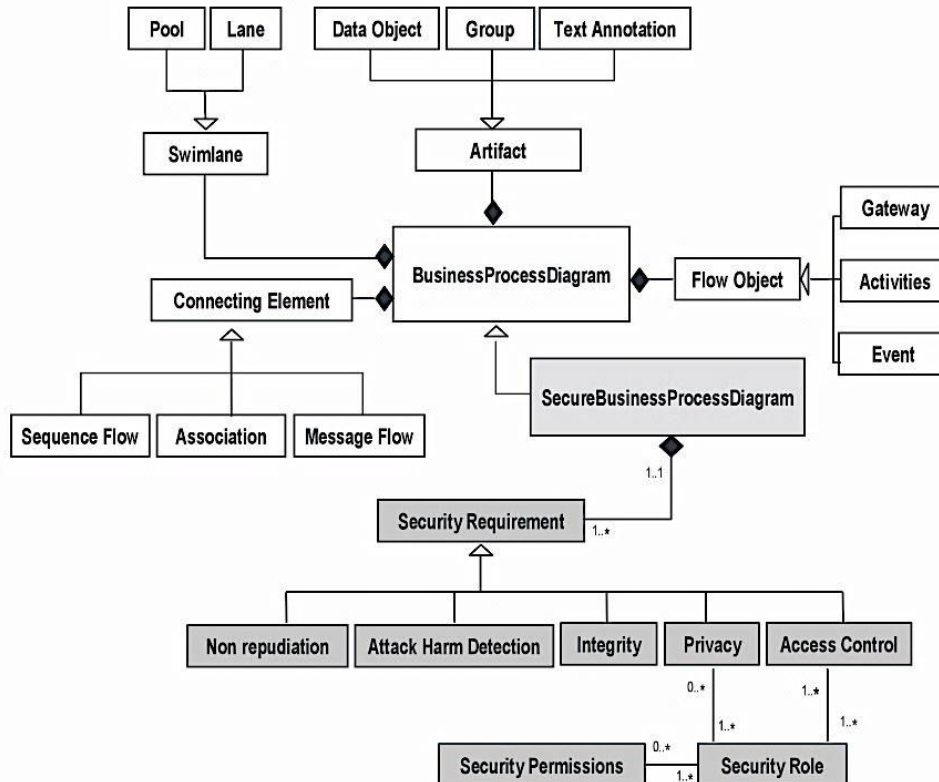 Pool
Lane
Data Object
Group
Text Annotation
Swimlane
Artifact
Gateway
BusinessProcessDiagram
Flow Object
Activities
Connecting Element
Event
SecureBusinessProcessDiagram
Sequence Flow
Association
Message Flow
1..1
Security Requirement
1..*
Non repudiation
Attack Harm Detection
Integrity
Privacy
Access Control
0..*
1..*
1..*
1..*
0..*
Security Permissions
Security Role
1..*